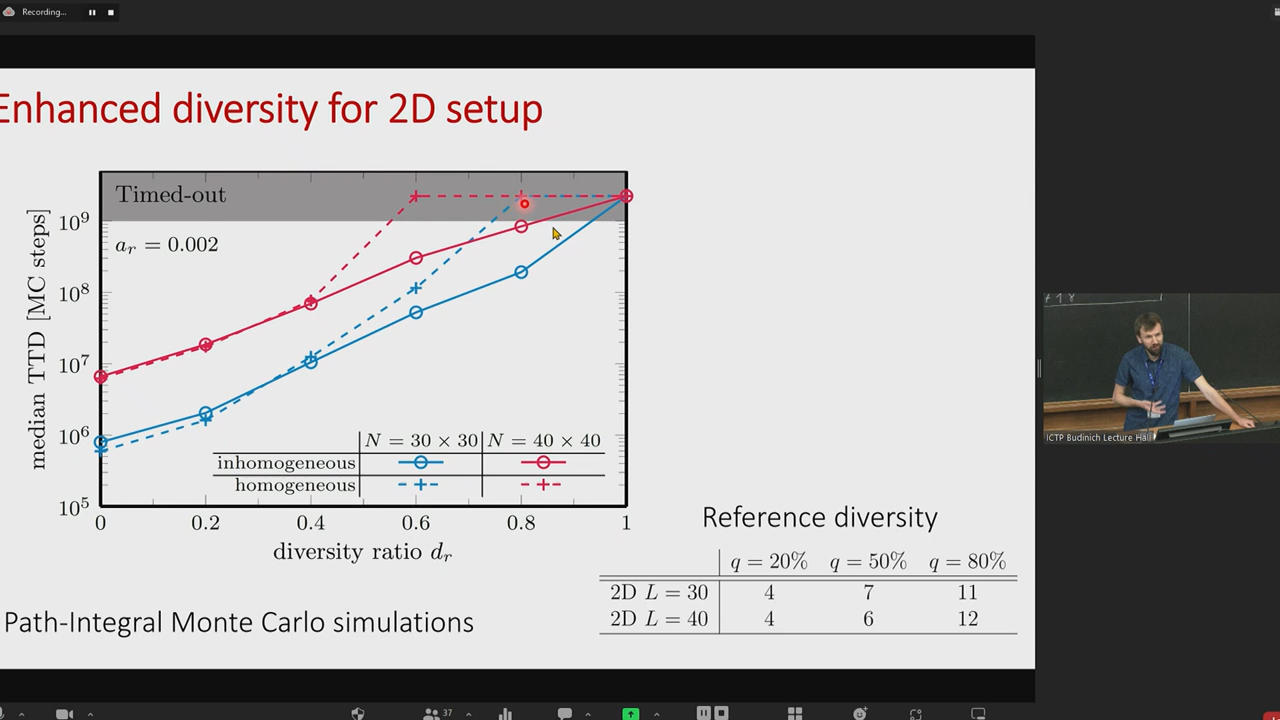 Recording...
Enhanced diversity for 2D setup
Timed-out
a_r = 0.002
median TTD [MC steps]
10^9
10^8
10^7
10^6
10^5
N = 30 × 30 N = 40 × 40
inhomogeneous
homogeneous
0 0.2 0.4 0.6 0.8 1
diversity ratio d_r
Reference diversity
q = 20% q = 50% q = 80%
2D L = 30 4 7 11
2D L = 40 4 6 12
Path-Integral Monte Carlo simulations
ICTP Budinich Lecture Hall
37